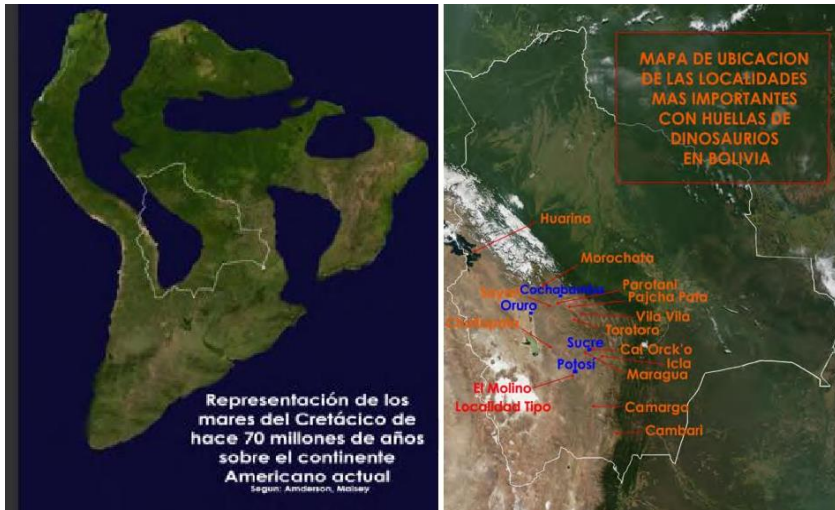 Representación de los
mares del Cretácico de
hace 70 millones de años
sobre el continente
Americano actual
Segun: Amderson, Maisey
MAPA DE UBICACION
DE LAS LOCALIDADES
MAS IMPORTANTES
CON HUELLAS DE
DINOSAURIOS
EN BOLIVIA
Huarina
Morochata
Parotani
Cochabamba
Pajcha Pata
Oruro
Vila Vila
Torotoro
Sucre
Cal Orck'o
Icla
Potosí
Maragua
El Molino
Localidad Tipo
Camargo
Cambari